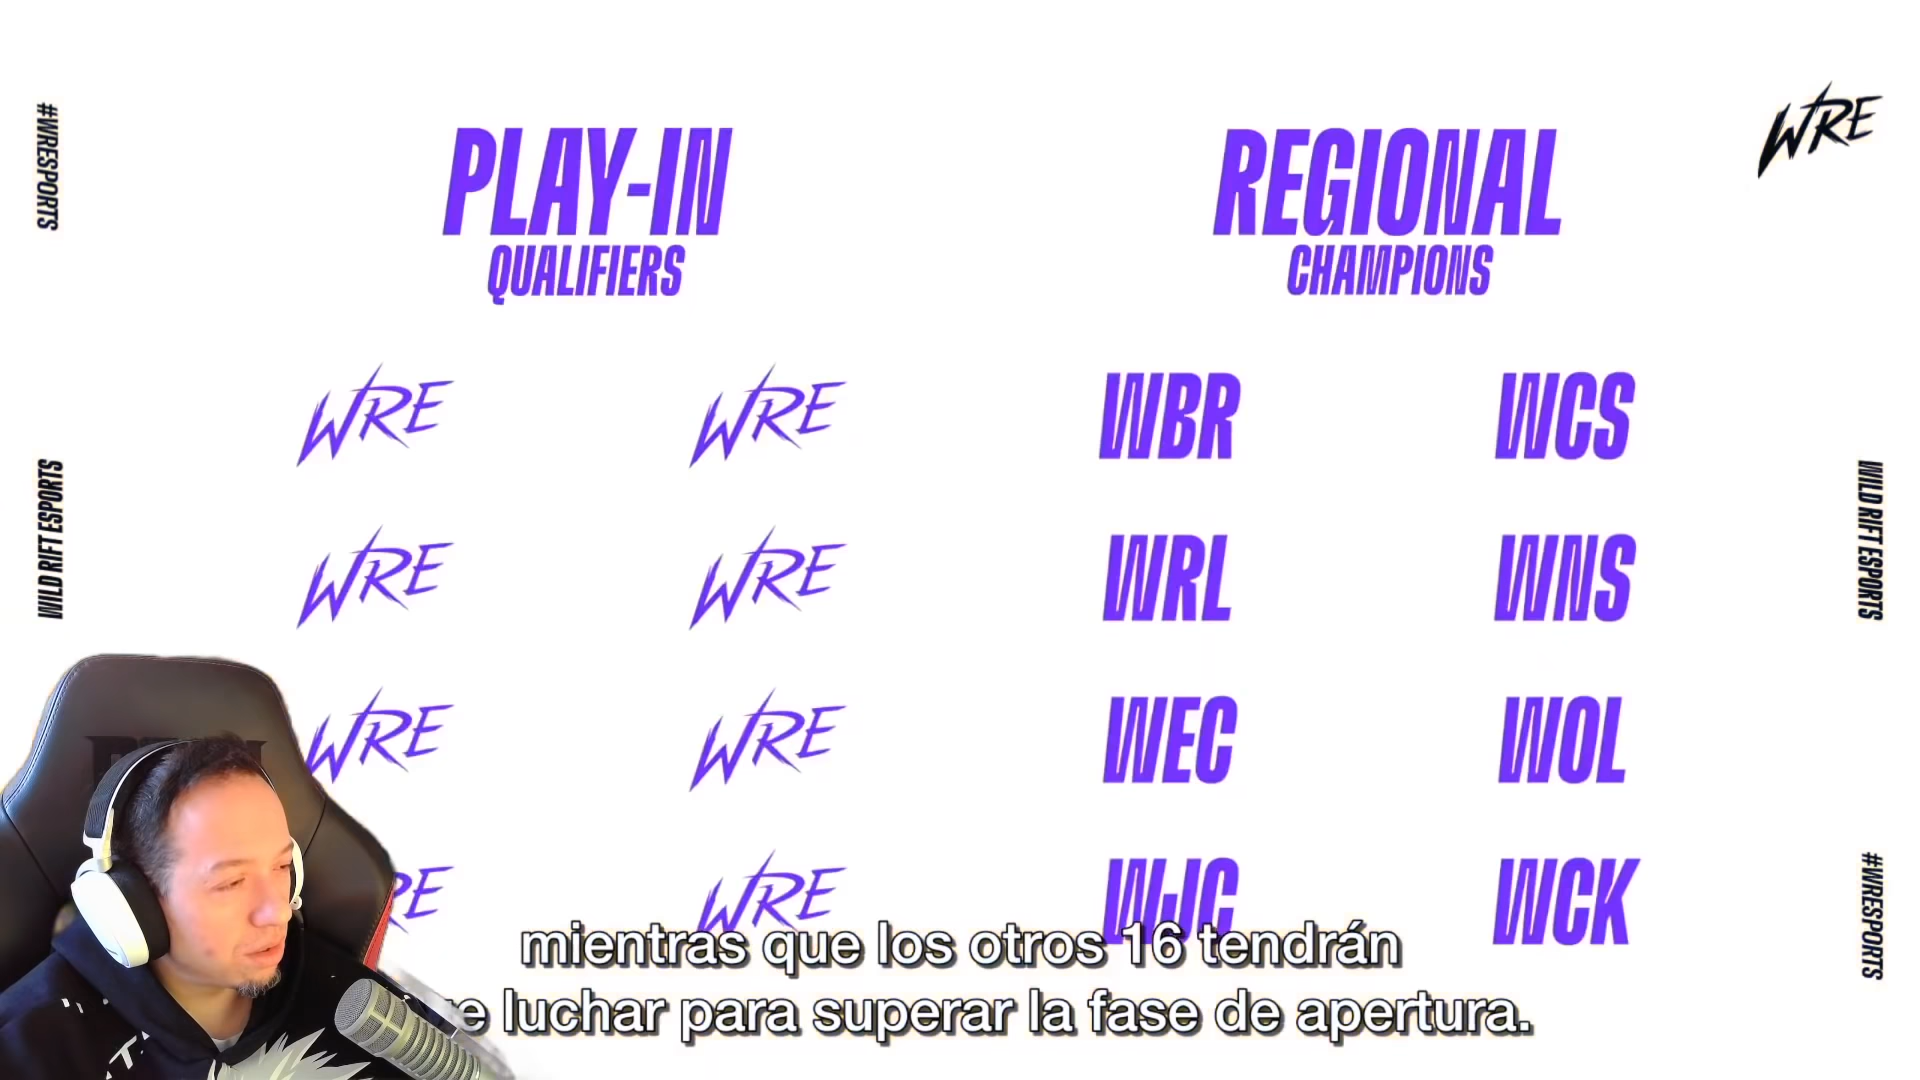 #WRESPORTS
WRE
PLAY-IN
QUALIFIERS
REGIONAL
CHAMPIONS
WRE WRE WBR WCS
WILD RIFT ESPORTS
WILD RIFT ESPORTS
WRE WRE WRL WNS
WRE WRE WEC WOL
WRE WJC WCK
#WRESPORTS
mientras que los otros 16 tendrán
luchar para superar la fase de apertura.